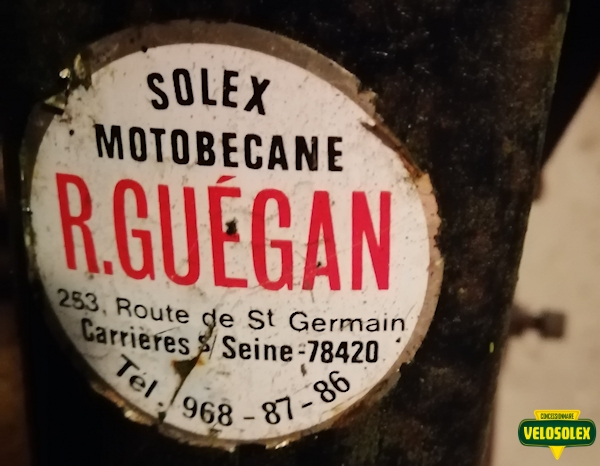 SOLEX
MOTOBECANE
R.GUÉGAN
253, Route de St Germain
Carrières S/ Seine-78420
Tél. 968-87-86
CONCESSIONNAIRE
VELOSOLEX